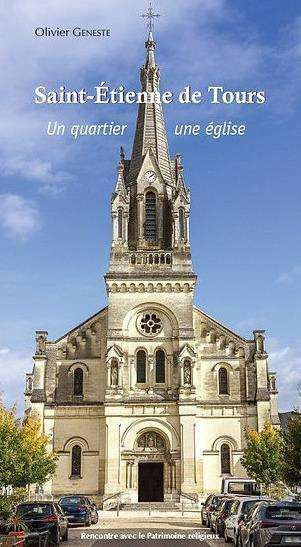 Olivier GENESTE
Saint-Étienne de Tours
Un quartier une église
Rencontre avec le Patrimoine religieux